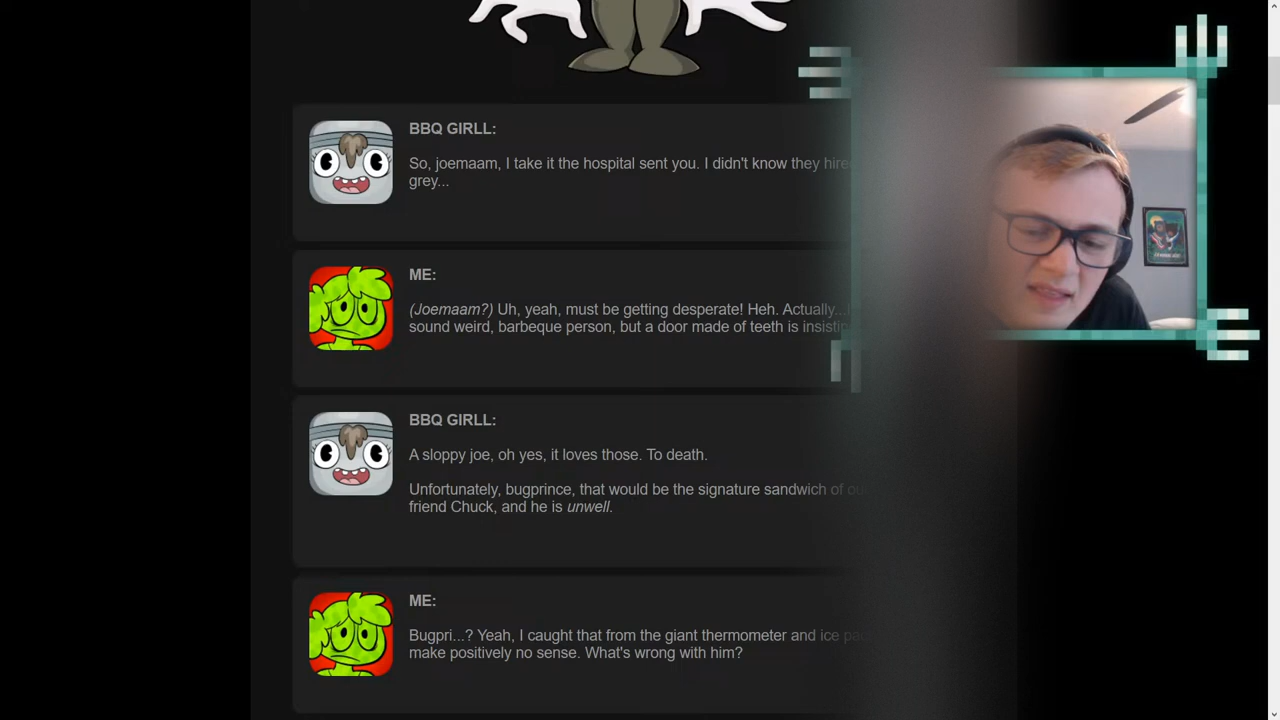 BBQ GIRLL:
So, joemaam, I take it the hospital sent you. I didn't know they hire
grey...
ME:
(Joemaam?) Uh, yeah, must be getting desperate! Heh. Actually...
sound weird, barbeque person, but a door made of teeth is insistin
BBQ GIRLL:
A sloppy joe, oh yes, it loves those. To death.
Unfortunately, bugprince, that would be the signature sandwich of
friend Chuck, and he is unwell.
ME:
Bugpri...? Yeah, I caught that from the giant thermometer and ice
make positively no sense. What's wrong with him?